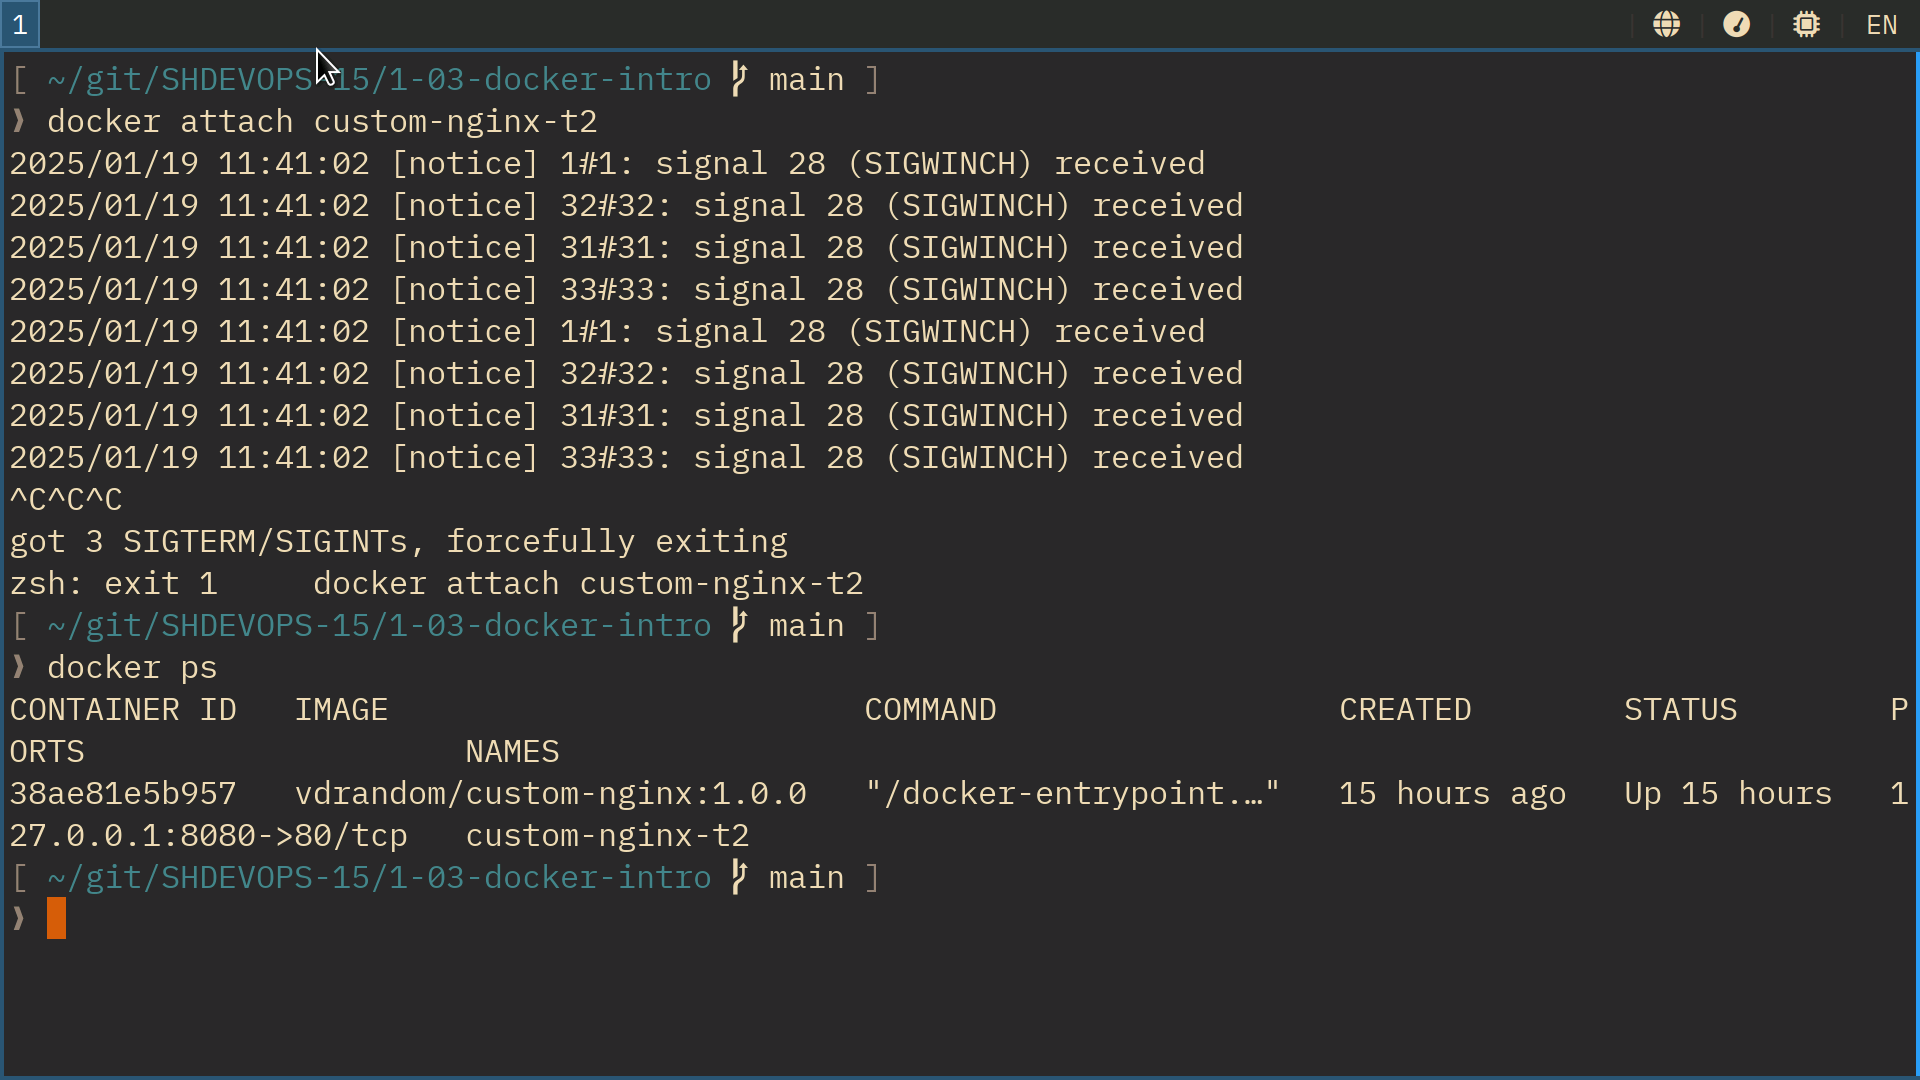 1 EN
[ ~/git/SHDEVOPS-15/1-03-docker-intro main ]
❱ docker attach custom-nginx-t2
2025/01/19 11:41:02 [notice] 1#1: signal 28 (SIGWINCH) received
2025/01/19 11:41:02 [notice] 32#32: signal 28 (SIGWINCH) received
2025/01/19 11:41:02 [notice] 31#31: signal 28 (SIGWINCH) received
2025/01/19 11:41:02 [notice] 33#33: signal 28 (SIGWINCH) received
2025/01/19 11:41:02 [notice] 1#1: signal 28 (SIGWINCH) received
2025/01/19 11:41:02 [notice] 32#32: signal 28 (SIGWINCH) received
2025/01/19 11:41:02 [notice] 31#31: signal 28 (SIGWINCH) received
2025/01/19 11:41:02 [notice] 33#33: signal 28 (SIGWINCH) received
^C^C^C
got 3 SIGTERM/SIGINTs, forcefully exiting
zsh: exit 1     docker attach custom-nginx-t2
[ ~/git/SHDEVOPS-15/1-03-docker-intro main ]
❱ docker ps
CONTAINER ID   IMAGE                         COMMAND                  CREATED        STATUS        P
ORTS                    NAMES
38ae81e5b957   vdrandom/custom-nginx:1.0.0   "/docker-entrypoint.…"   15 hours ago   Up 15 hours   1
27.0.0.1:8080->80/tcp   custom-nginx-t2
[ ~/git/SHDEVOPS-15/1-03-docker-intro main ]
❱